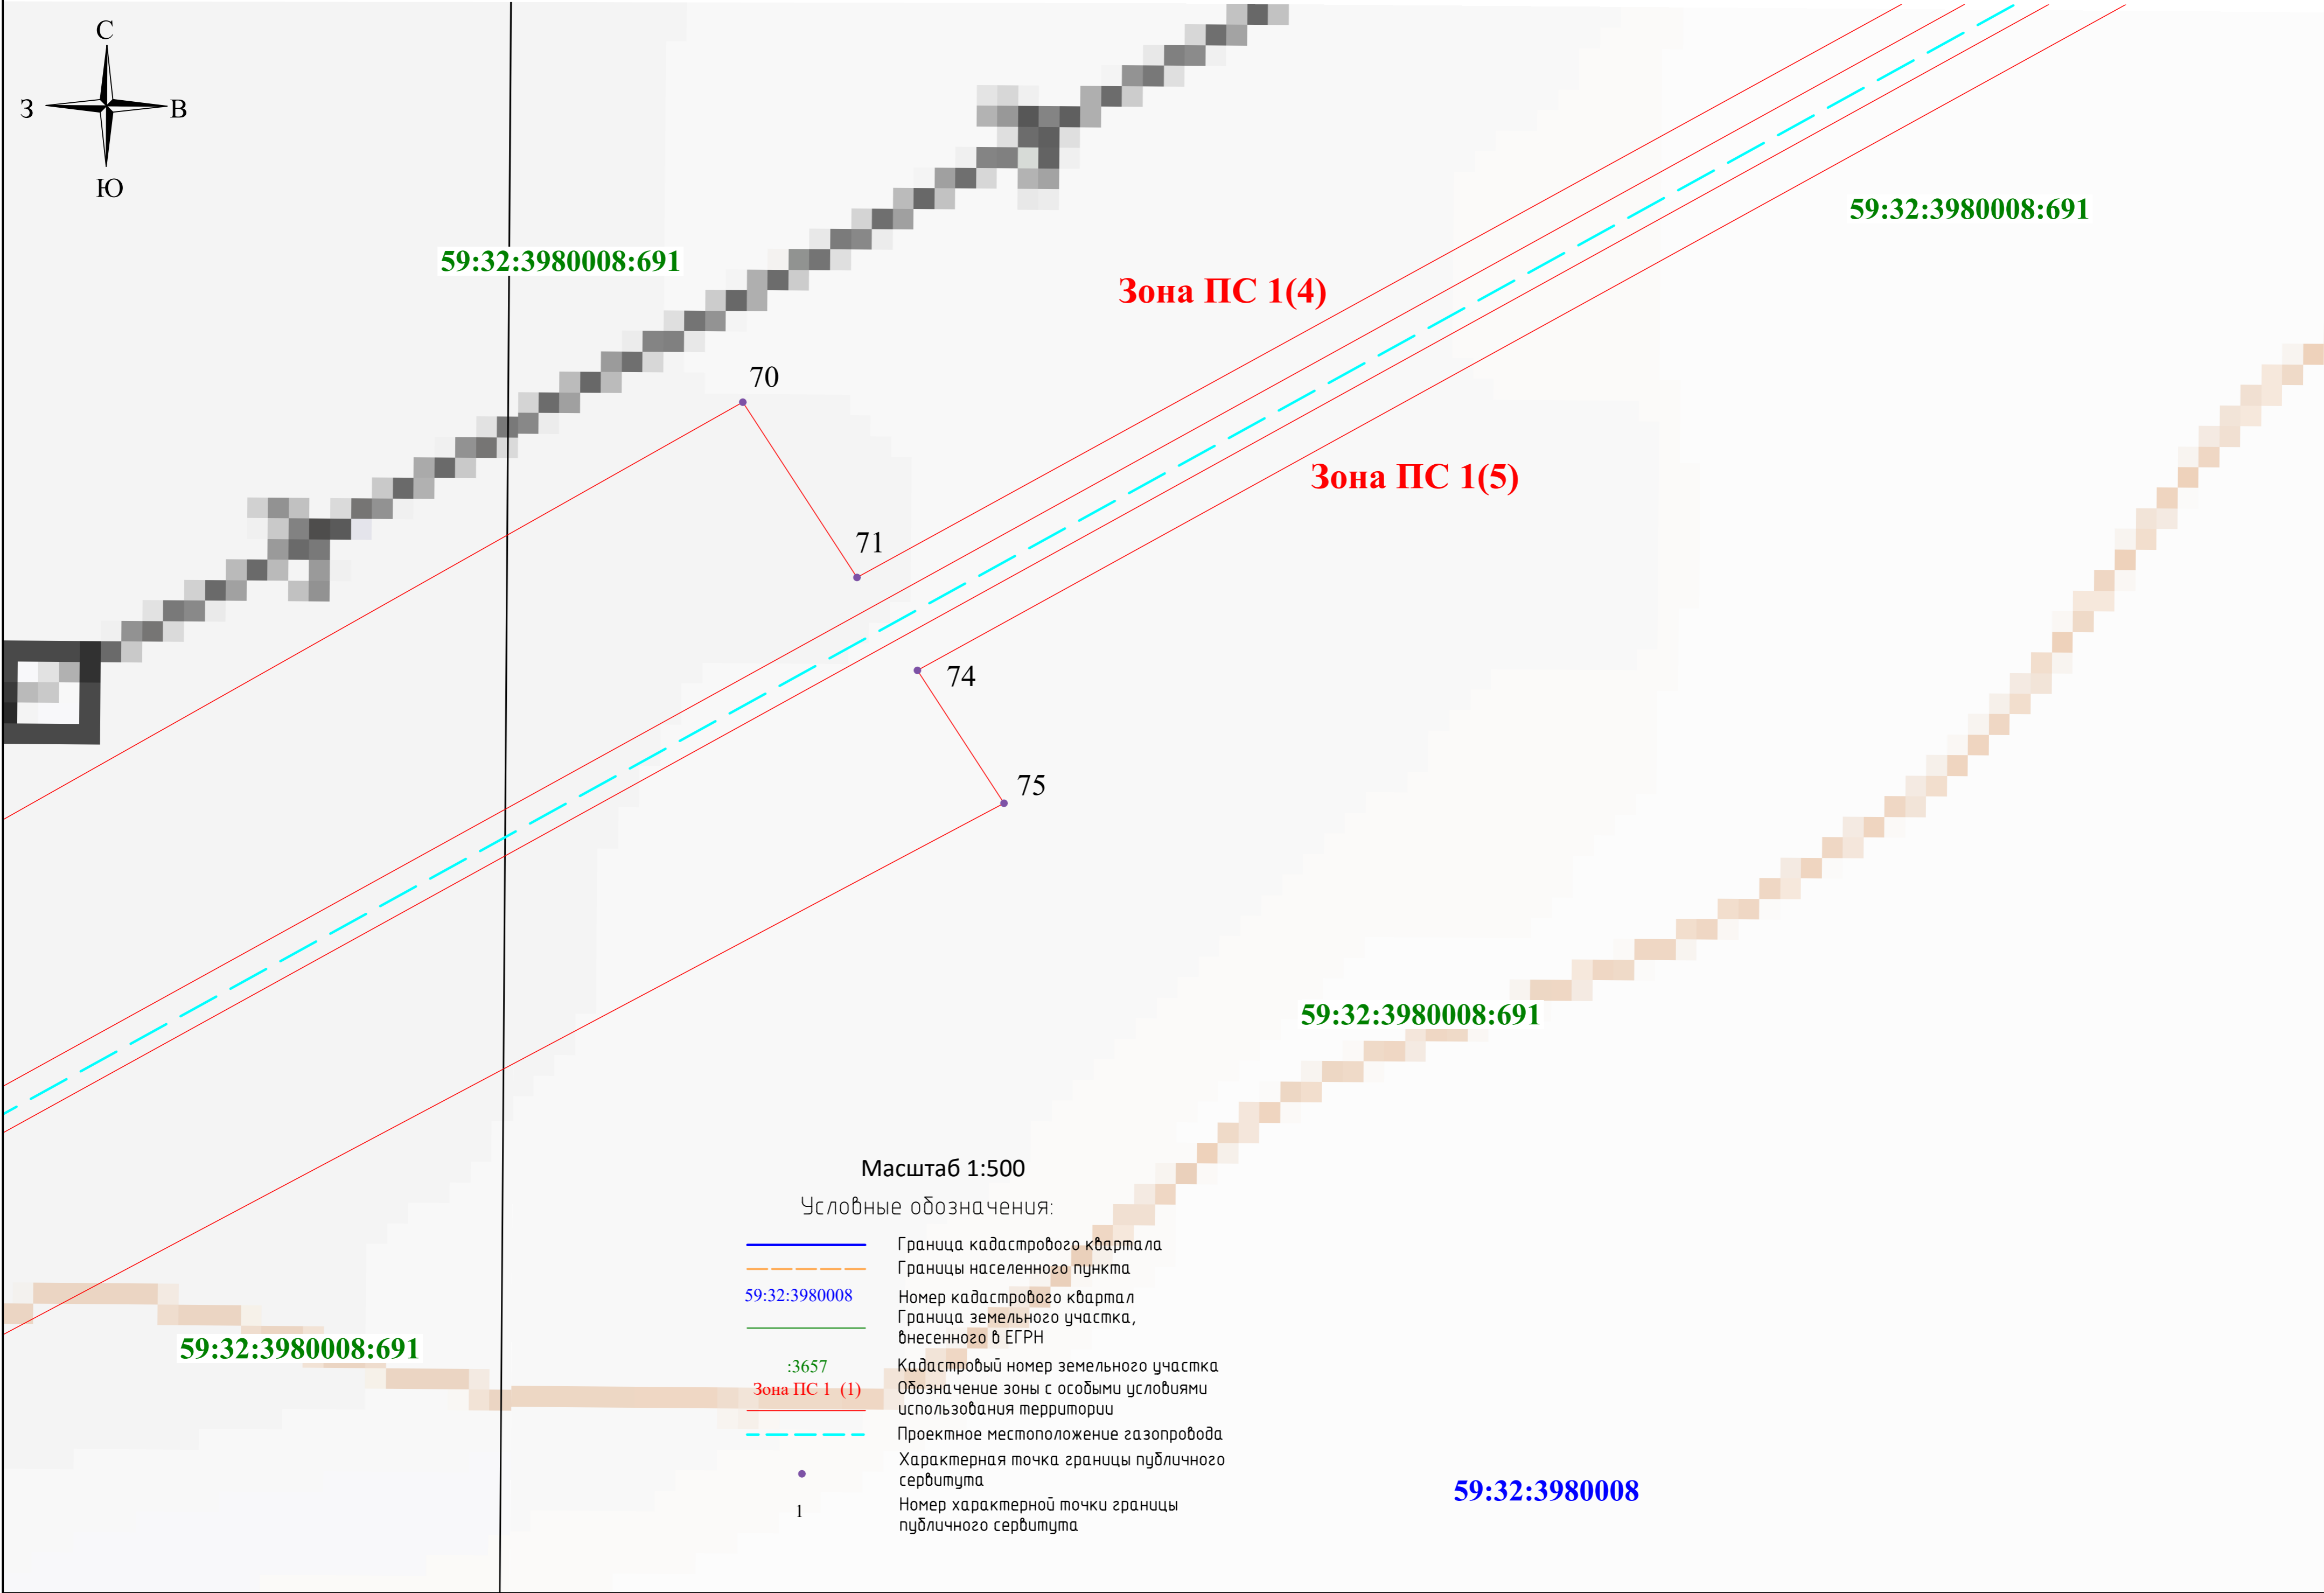 С
З
В
Ю
59:32:3980008:691
59:32:3980008:691
Зона ПС 1(4)
70
Зона ПС 1(5)
71
74
75
59:32:3980008:691
Масштаб 1:500
Условные обозначения:
Граница кадастрового квартала
Границы населенного пункта
59:32:3980008
Номер кадастрового квартал
Граница земельного участка,
внесенного в ЕГРН
:3657
Кадастровый номер земельного участка
Зона ПС 1 (1)
Обозначение зоны с особыми условиями
использования территории
Проектное местоположение газопровода
Характерная точка границы публичного
сервитута
1
Номер характерной точки границы
публичного сервитута
59:32:3980008:691
59:32:3980008